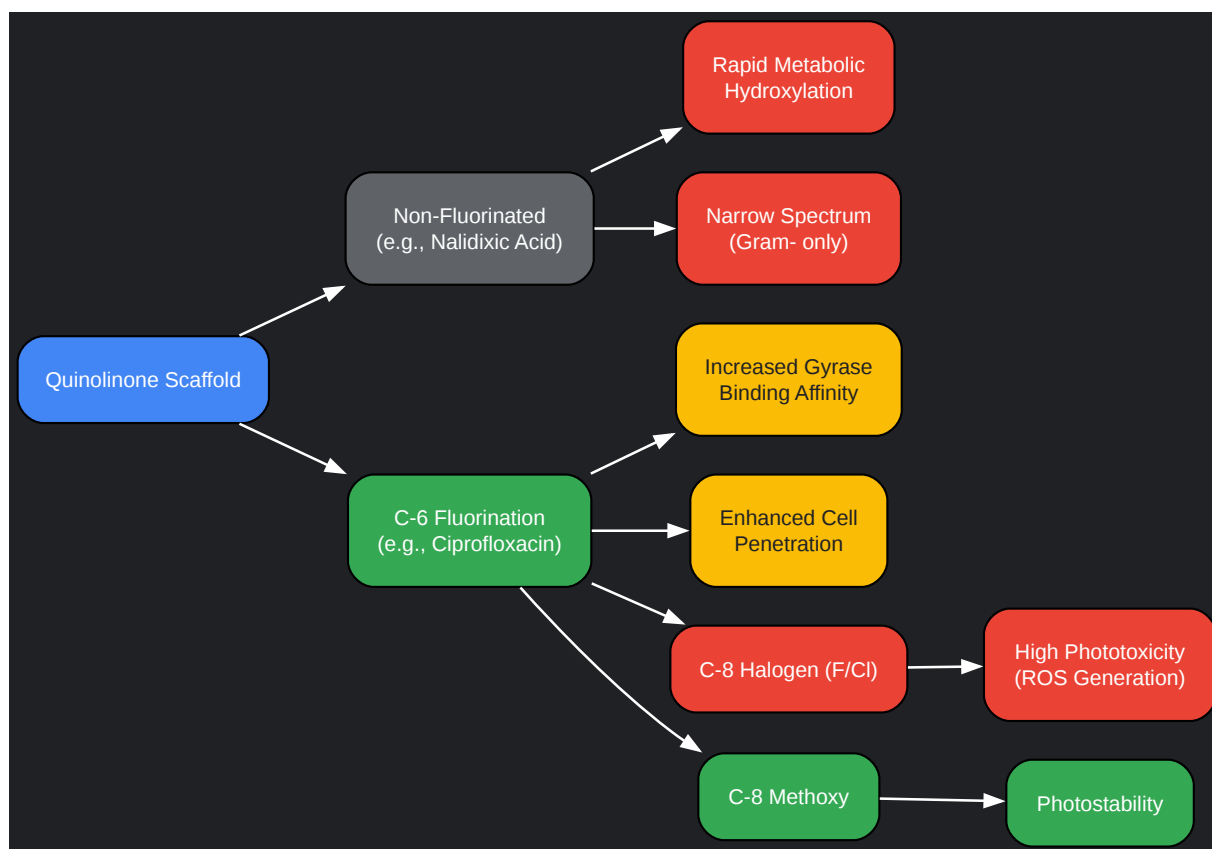 Rapid Metabolic
Hydroxylation
Non-Fluorinated
(e.g., Nalidixic Acid)
Narrow Spectrum
(Gram- only)
Quinolinone Scaffold
Increased Gyrase
Binding Affinity
C-6 Fluorination
(e.g., Ciprofloxacin)
Enhanced Cell
Penetration
C-8 Halogen (F/Cl)
High Phototoxicity
(ROS Generation)
C-8 Methoxy
Photostability